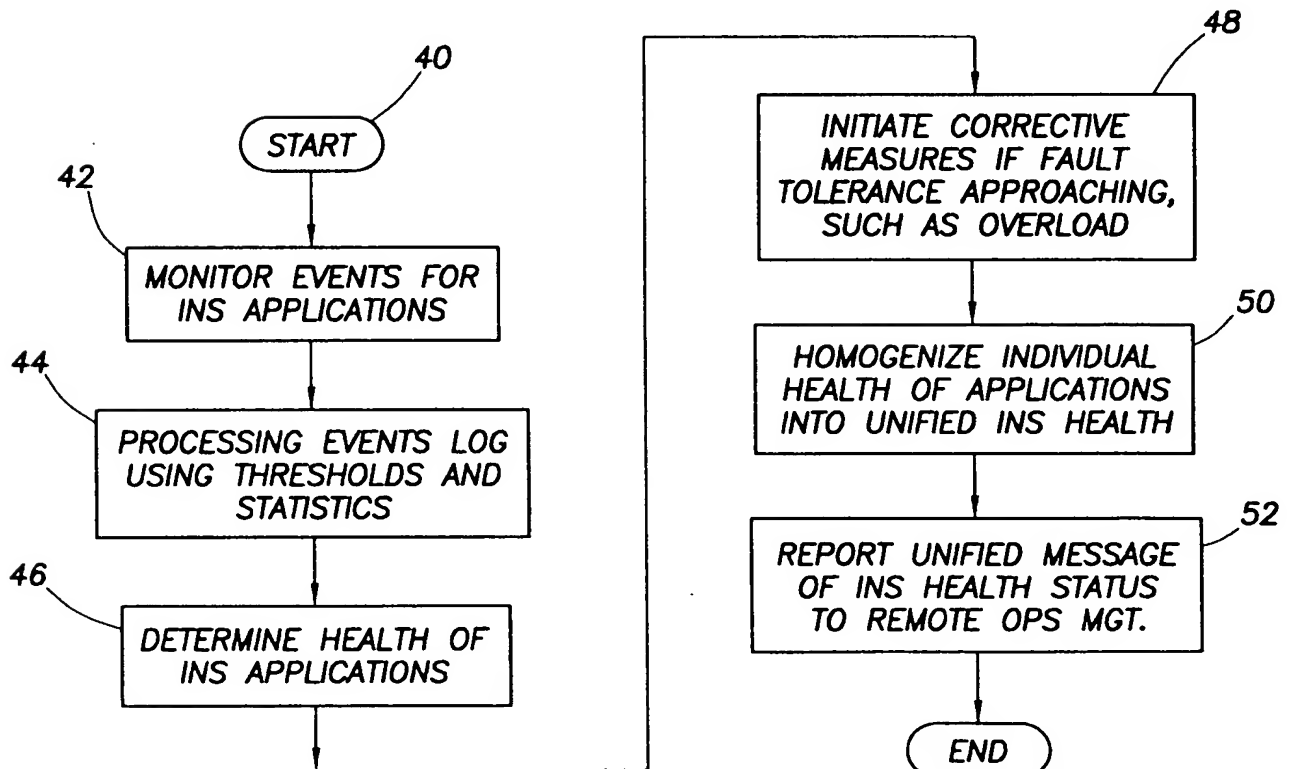 40
START
42
MONITOR EVENTS FOR
INS APPLICATIONS
44
PROCESSING EVENTS LOG
USING THRESHOLDS AND
STATISTICS
46
DETERMINE HEALTH OF
INS APPLICATIONS
48
INITIATE CORRECTIVE
MEASURES IF FAULT
TOLERANCE APPROACHING,
SUCH AS OVERLOAD
50
HOMOGENIZE INDIVIDUAL
HEALTH OF APPLICATIONS
INTO UNIFIED INS HEALTH
52
REPORT UNIFIED MESSAGE
OF INS HEALTH STATUS
TO REMOTE OPS MGT.
END